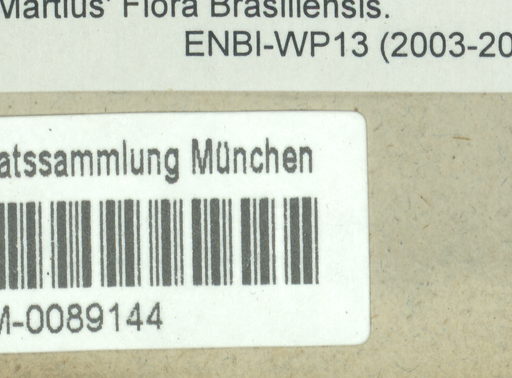 Martius' Flora Brasiliensis.
ENBI-WP13 (2003-20
atssammlung München
M-0089144